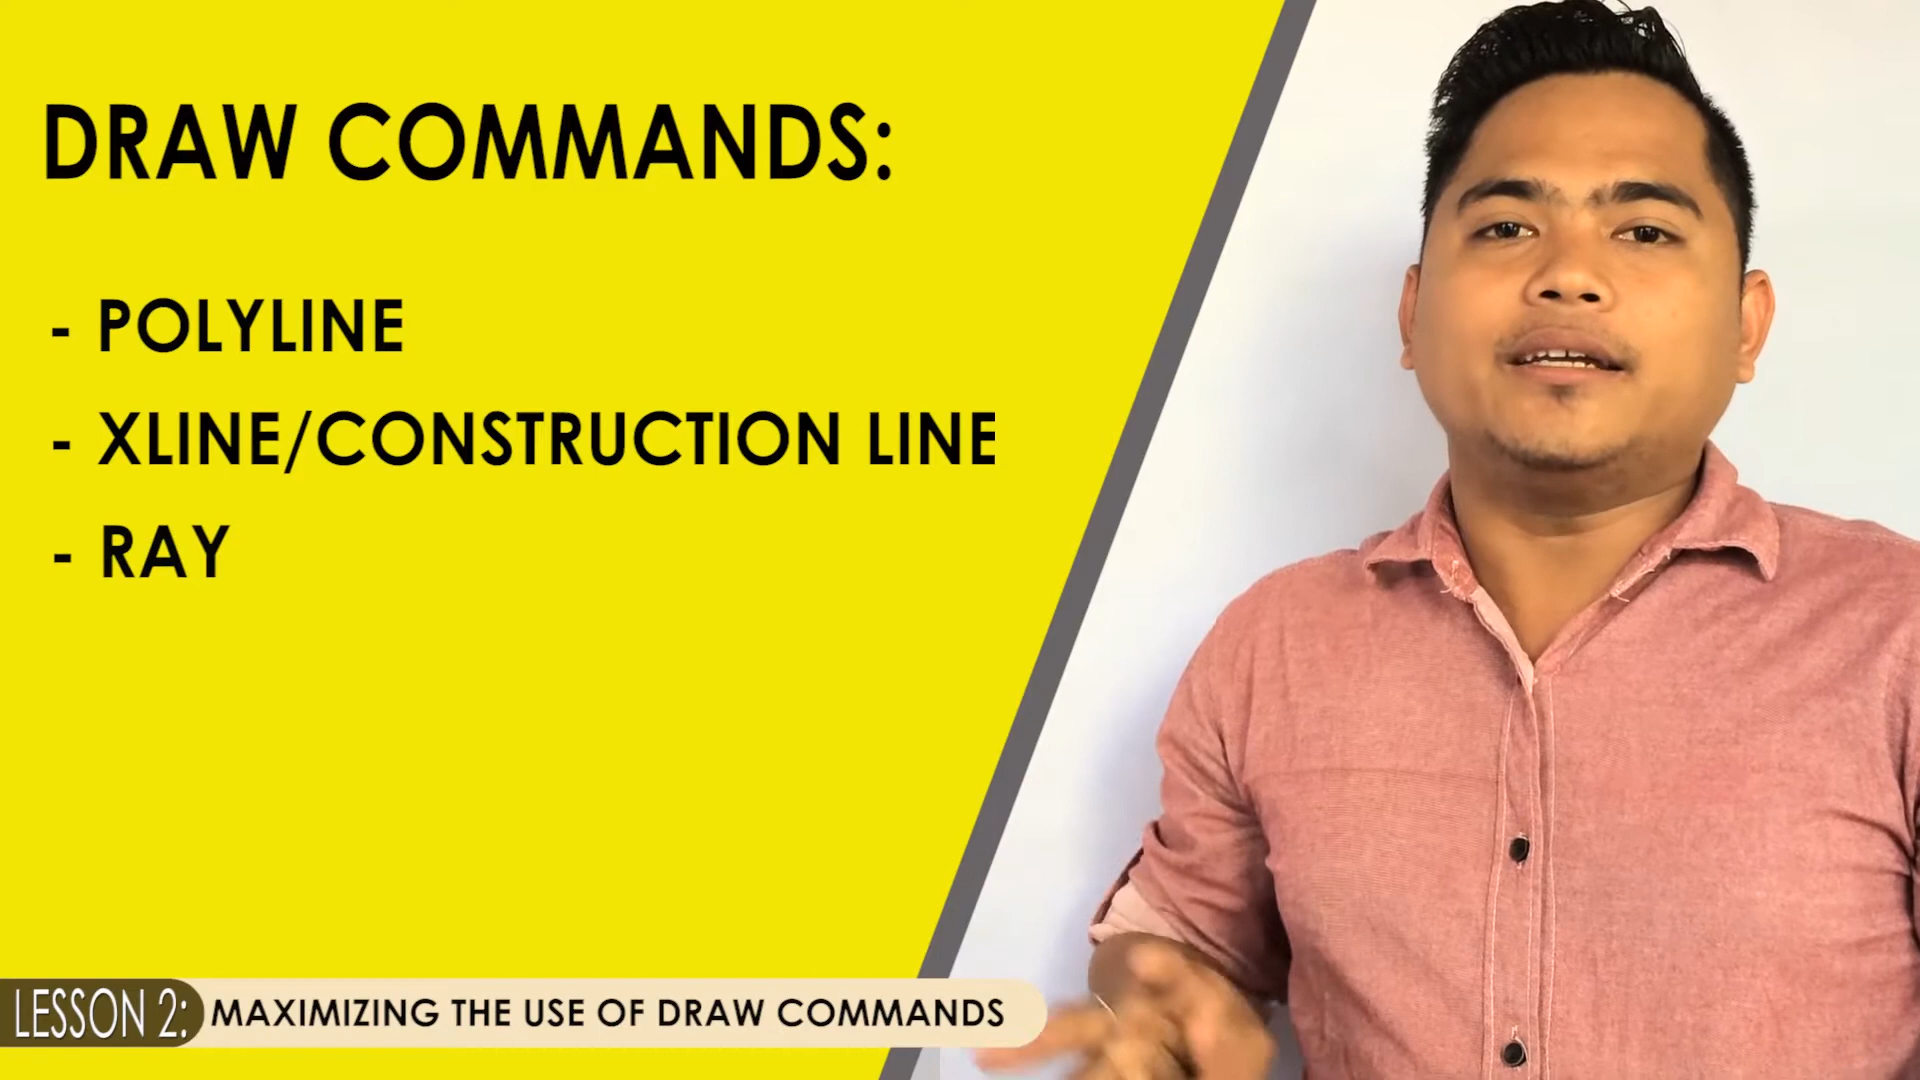 DRAW COMMANDS:
- POLYLINE
- XLINE/CONSTRUCTION LINE
- RAY
LESSON 2: MAXIMIZING THE USE OF DRAW COMMANDS